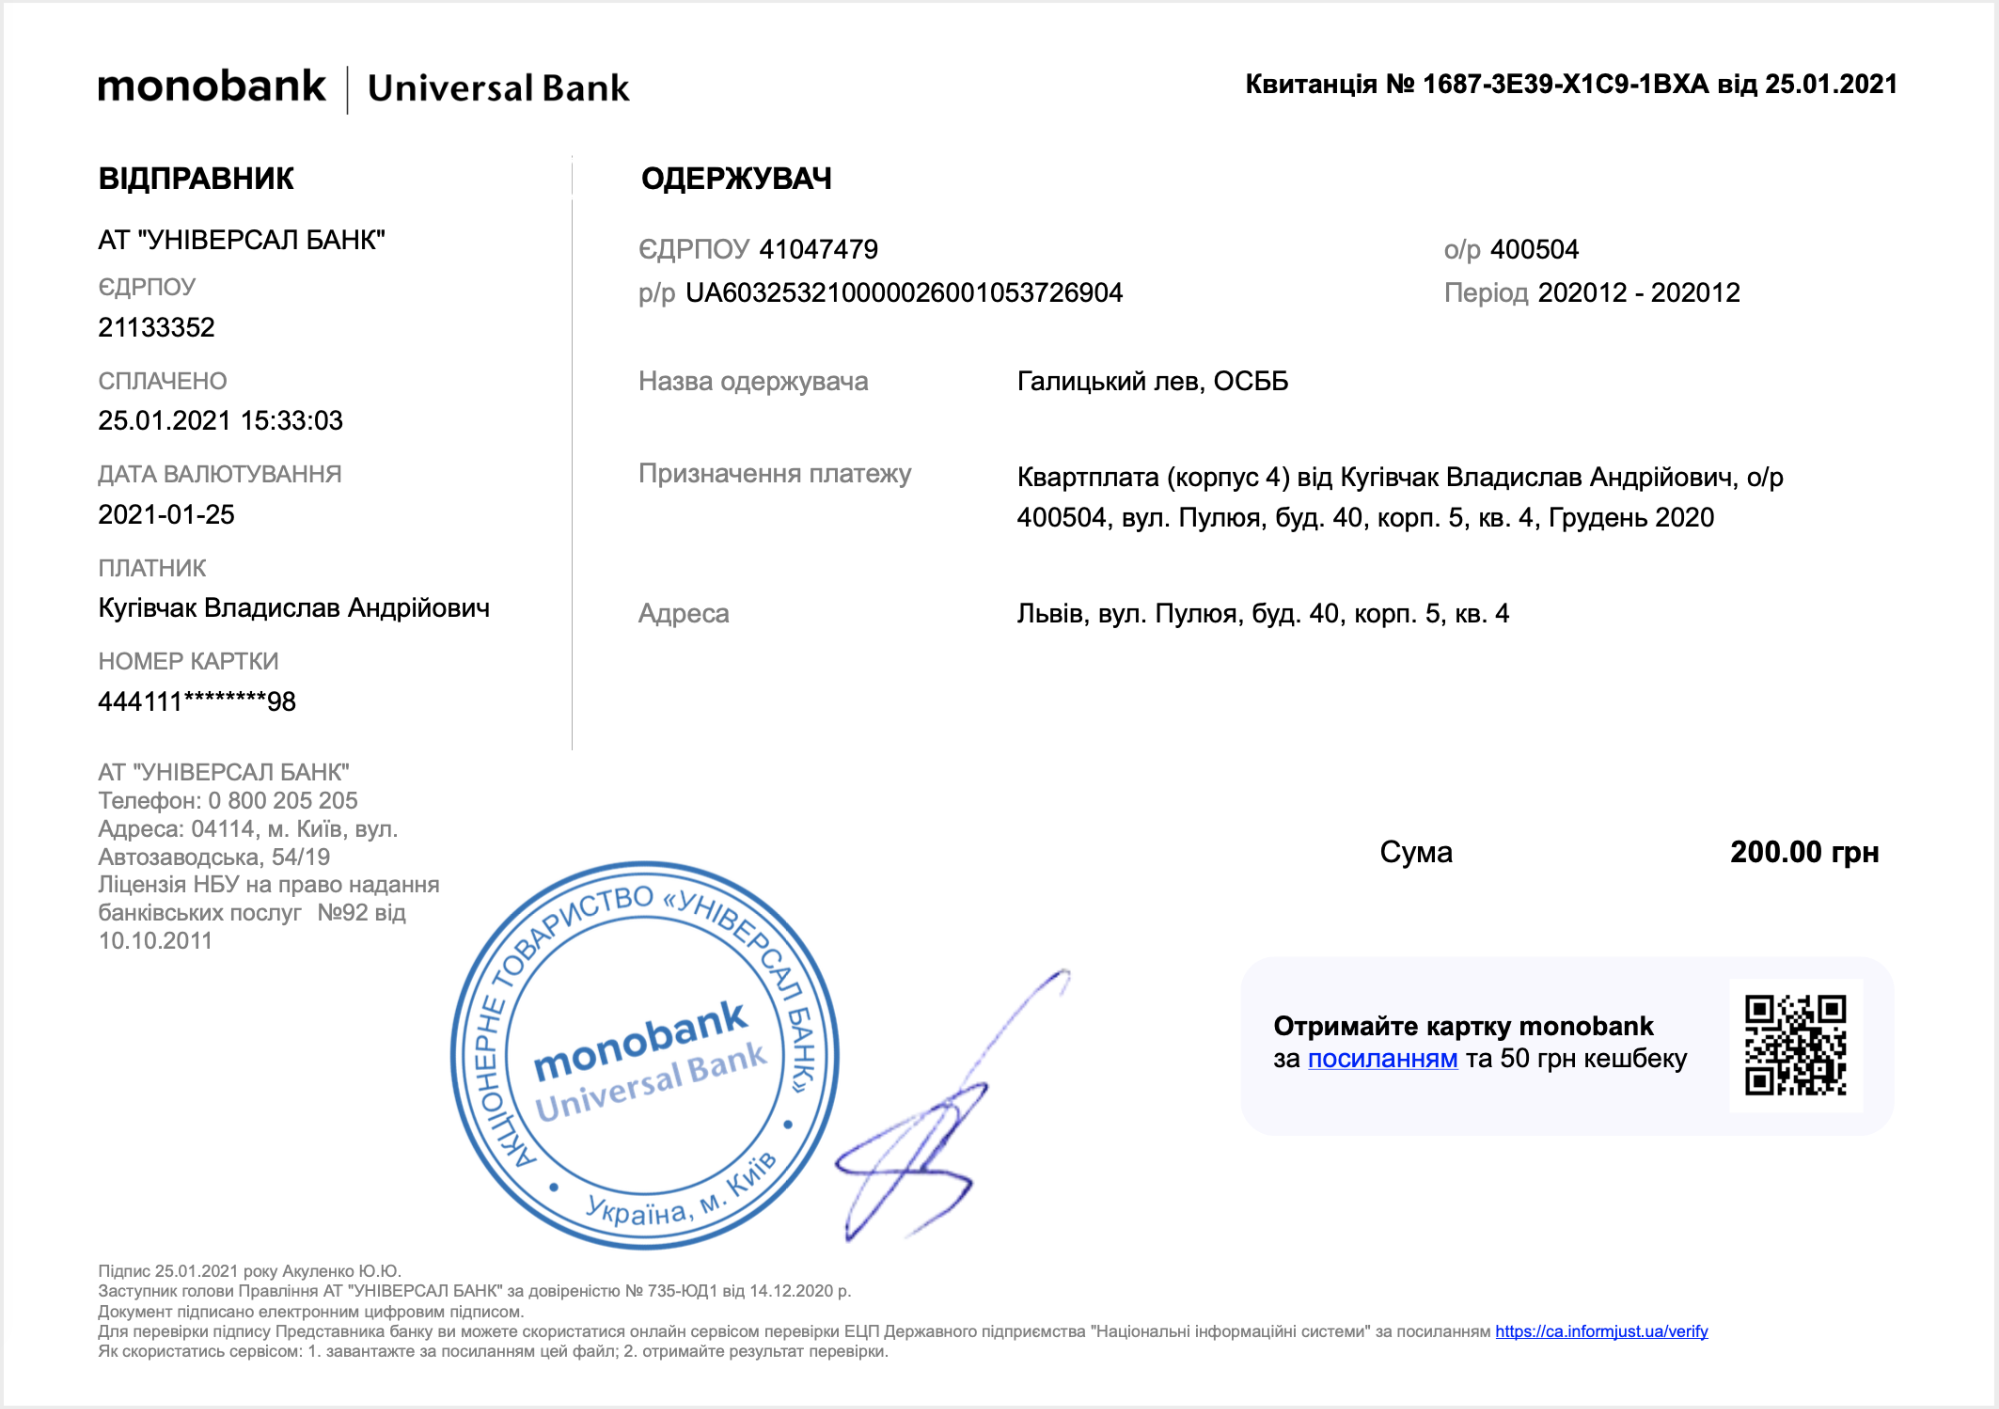 monobank | Universal Bank
Квитанція № 1687-3E39-X1C9-1BXA від 25.01.2021
ВІДПРАВНИК
АТ "УНІВЕРСАЛ БАНК"
ЄДРПОУ
21133352
СПЛАЧЕНО
25.01.2021 15:33:03
ДАТА ВАЛЮТУВАННЯ
2021-01-25
ПЛАТНИК
Кугівчак Владислав Андрійович
НОМЕР КАРТКИ
444111********98
ОДЕРЖУВАЧ
ЄДРПОУ 41047479
о/р 400504
р/р UA603253210000026001053726904
Період 202012 - 202012
Назва одержувача
Галицький лев, ОСББ
Призначення платежу
Квартплата (корпус 4) від Кугівчак Владислав Андрійович, о/р
400504, вул. Пулюя, буд. 40, корп. 5, кв. 4, Грудень 2020
Адреса
Львів, вул. Пулюя, буд. 40, корп. 5, кв. 4
АТ "УНІВЕРСАЛ БАНК"
Телефон: 0 800 205 205
Адреса: 04114, м. Київ, вул.
Автозаводська, 54/19
Ліцензія НБУ на право надання
банківських послуг №92 від
10.10.2011
Сума
200.00 грн
АКЦІОНЕРНЕ ТОВАРИСТВО «УНІВЕРСАЛ БАНК»
monobank
Universal Bank
• Україна, м. Київ •
Отримайте картку monobank
за посиланням та 50 грн кешбеку
Підпис 25.01.2021 року Акуленко Ю.Ю.
Заступник голови Правління АТ "УНІВЕРСАЛ БАНК" за довіреністю № 735-ЮД1 від 14.12.2020 р.
Документ підписано електронним цифровим підписом.
Для перевірки підпису Представника банку ви можете скористатися онлайн сервісом перевірки ЕЦП Державного підприємства "Національні інформаційні системи" за посиланням https://ca.informjust.ua/verify
Як скористатись сервісом: 1. завантажте за посиланням цей файл; 2. отримайте результат перевірки.